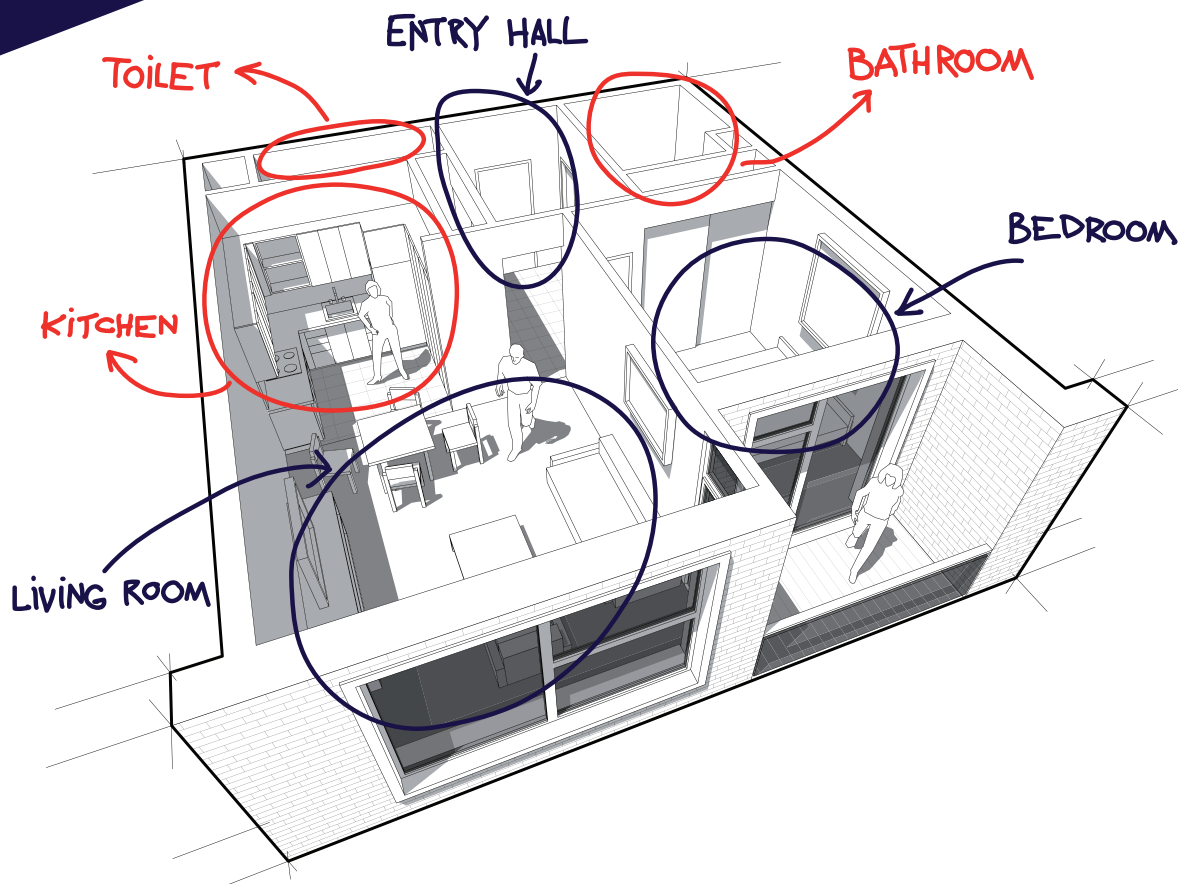 ENTRY HALL
TOiLET
BATHROOM
BEDROOM
KiTCHEN
LiViNG ROOM